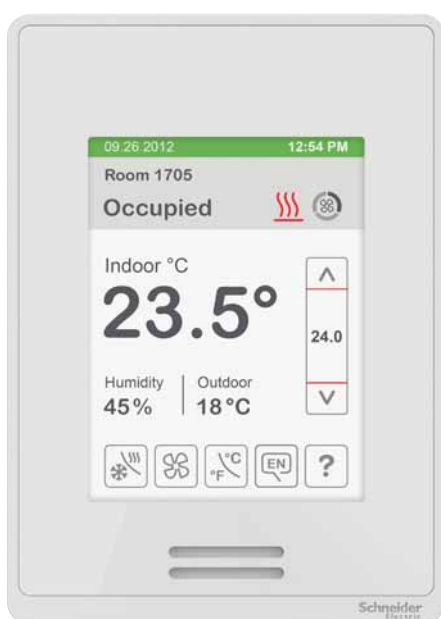 09.26.2012 12:54 PM
Room 1705
Occupied
Indoor °C
23.5°
24.0
Humidity Outdoor
45% 18°C
°C
°F
EN
?
Schneider
Electric